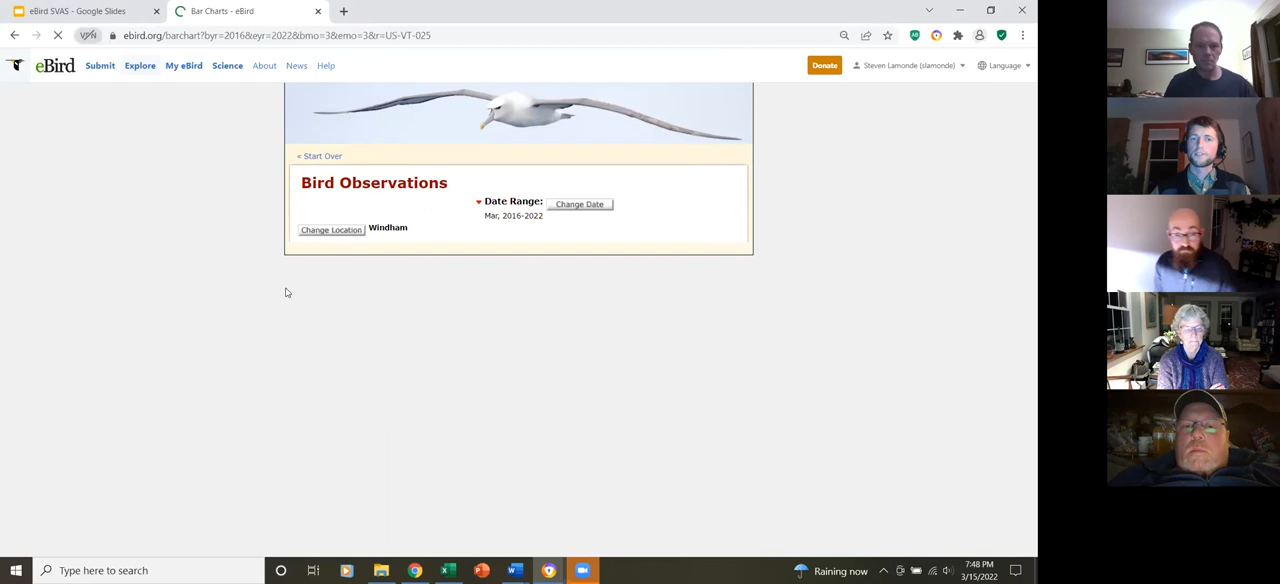 eBird SVAS - Google Slides
Bar Charts - eBird
VPN
ebird.org/barchart?byr=2016&eyr=2022&bmo=3&emo=3&r=US-VT-025
eBird Submit Explore My eBird Science About News Help
Donate
Steven Lamonde (slamonde)
Language
« Start Over
Bird Observations
Date Range: Change Date
Mar, 2016-2022
Change Location Windham
Type here to search
Raining now
7:48 PM
3/15/2022